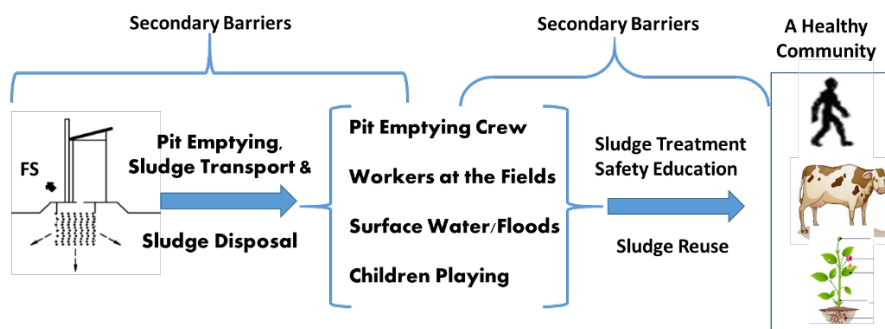 Secondary Barriers
Secondary Barriers
A Healthy
Community
FS
Pit Emptying,
Sludge Transport &
Sludge Disposal
Pit Emptying Crew
Workers at the Fields
Surface Water/Floods
Children Playing
Sludge Treatment
Safety Education
Sludge Reuse